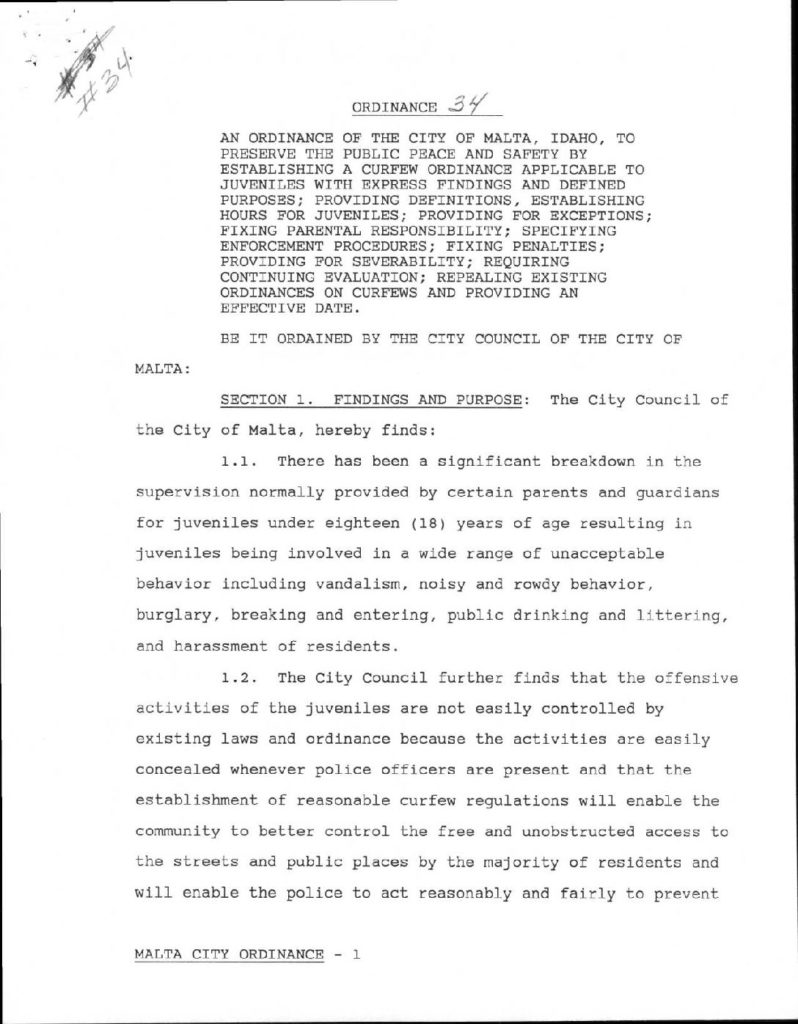 #34
#34.
ORDINANCE 34
AN ORDINANCE OF THE CITY OF MALTA, IDAHO, TO
PRESERVE THE PUBLIC PEACE AND SAFETY BY
ESTABLISHING A CURFEW ORDINANCE APPLICABLE TO
JUVENILES WITH EXPRESS FINDINGS AND DEFINED
PURPOSES; PROVIDING DEFINITIONS, ESTABLISHING
HOURS FOR JUVENILES; PROVIDING FOR EXCEPTIONS;
FIXING PARENTAL RESPONSIBILITY; SPECIFYING
ENFORCEMENT PROCEDURES; FIXING PENALTIES;
PROVIDING FOR SEVERABILITY; REQUIRING
CONTINUING EVALUATION; REPEALING EXISTING
ORDINANCES ON CURFEWS AND PROVIDING AN
EFFECTIVE DATE.
BE IT ORDAINED BY THE CITY COUNCIL OF THE CITY OF
MALTA:
SECTION 1. FINDINGS AND PURPOSE: The City Council of
the City of Malta, hereby finds:
1.1. There has been a significant breakdown in the
supervision normally provided by certain parents and guardians
for juveniles under eighteen (18) years of age resulting in
juveniles being involved in a wide range of unacceptable
behavior including vandalism, noisy and rowdy behavior,
burglary, breaking and entering, public drinking and littering,
and harassment of residents.
1.2. The City Council further finds that the offensive
activities of the juveniles are not easily controlled by
existing laws and ordinance because the activities are easily
concealed whenever police officers are present and that the
establishment of reasonable curfew regulations will enable the
community to better control the free and unobstructed access to
the streets and public places by the majority of residents and
will enable the police to act reasonably and fairly to prevent
MALTA CITY ORDINANCE - 1